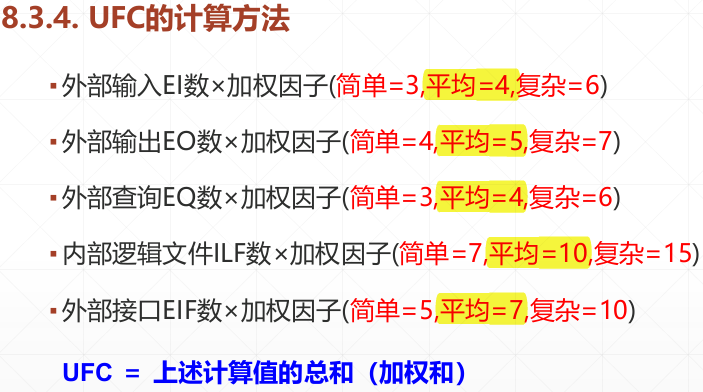 8.3.4. UFC的计算方法
▪外部输入EI数×加权因子(简单=3,平均=4,复杂=6)
▪外部输出EO数×加权因子(简单=4,平均=5,复杂=7)
▪外部查询EQ数×加权因子(简单=3,平均=4,复杂=6)
▪内部逻辑文件ILF数×加权因子(简单=7,平均=10,复杂=15)
▪外部接口EIF数×加权因子(简单=5,平均=7,复杂=10)
UFC = 上述计算值的总和（加权和）